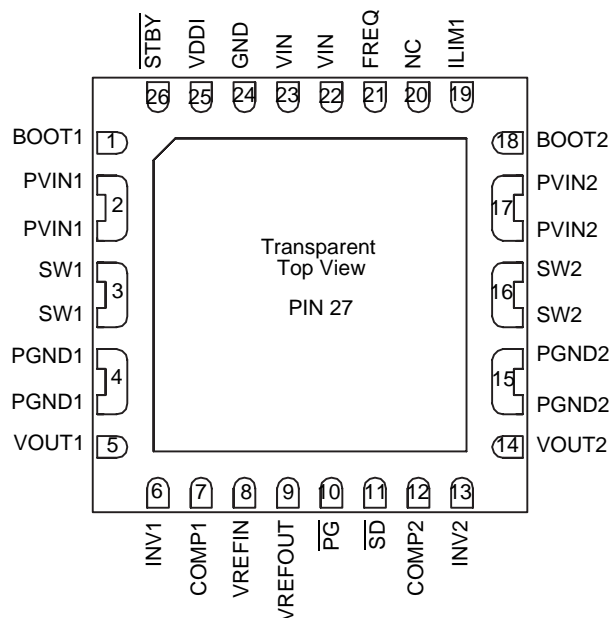 STBY
VDDI
GND
VIN
VIN
FREQ
NC
ILIM1
26
25
24
23
22
21
20
19
BOOT1
1
18
BOOT2
PVIN1
PVIN1
2
17
PVIN2
PVIN2
Transparent
Top View
PIN 27
SW1
SW1
3
16
SW2
SW2
PGND1
PGND1
4
15
PGND2
PGND2
VOUT1
5
14
VOUT2
6
7
8
9
10
11
12
13
INV1
COMP1
VREFIN
VREFOUT
PG
SD
COMP2
INV2